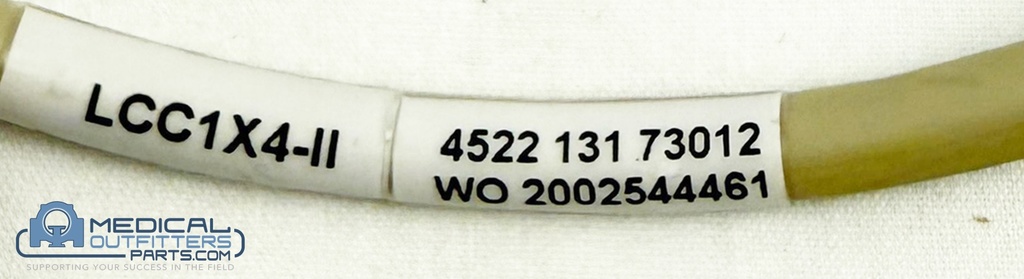 LCC1X4-II
4522 131 73012
WO 2002544461
MEDICAL
OUTFITTERS
PARTS.COM
SUPPORTING YOUR SUCCESS IN THE FIELD